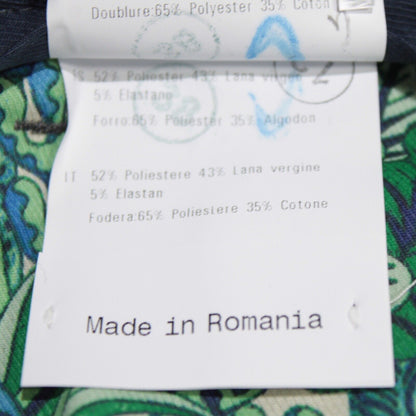 Doublure:65% Polyester 35% Coton
ES 52% Poliester 43% Lana virgen
5% Elastano
Forro:65% Poliester 35% Algodon
IT 52% Poliestere 43% Lana vergine
5% Elastan
Fodera:65% Poliestere 35% Cotone
Made in Romania